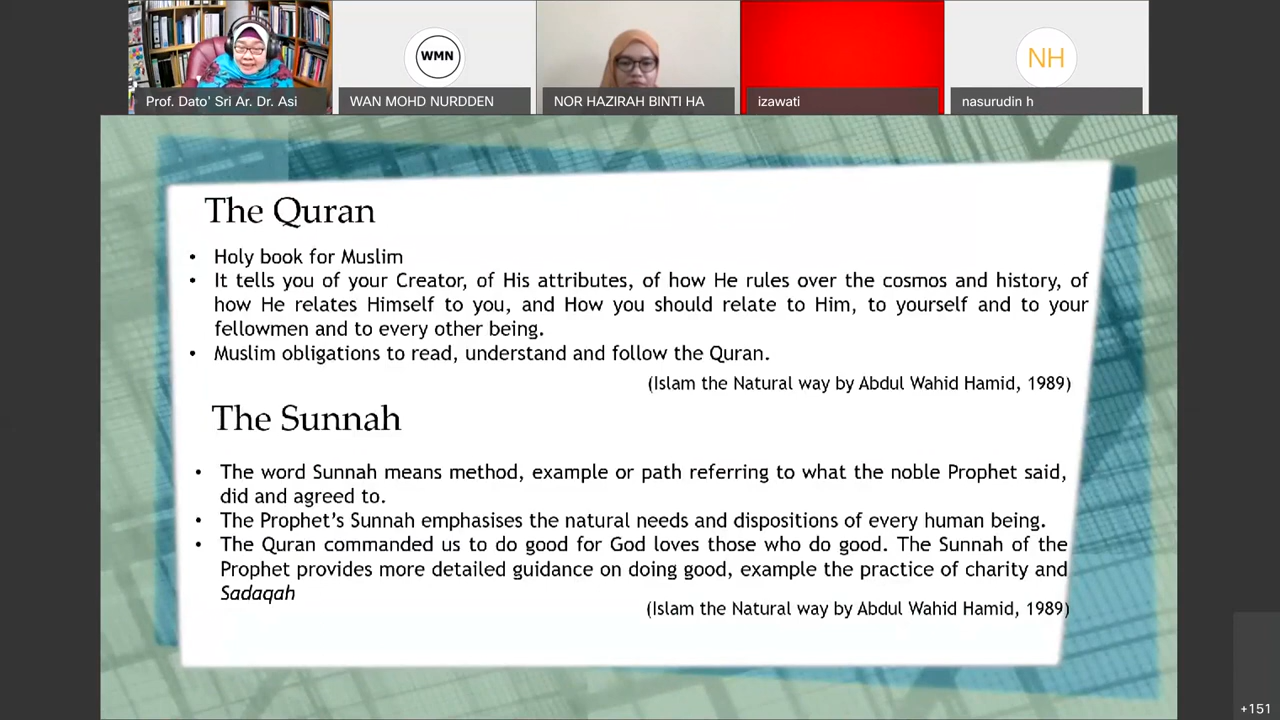 Prof. Dato' Sri Ar. Dr. Asi
WMN
WAN MOHD NURDDEN
NOR HAZIRAH BINTI HA
izawati
NH
nasurudin h
The Quran
• Holy book for Muslim
• It tells you of your Creator, of His attributes, of how He rules over the cosmos and history, of
how He relates Himself to you, and How you should relate to Him, to yourself and to your
fellowmen and to every other being.
• Muslim obligations to read, understand and follow the Quran.
(Islam the Natural way by Abdul Wahid Hamid, 1989)
The Sunnah
• The word Sunnah means method, example or path referring to what the noble Prophet said,
did and agreed to.
• The Prophet's Sunnah emphasises the natural needs and dispositions of every human being.
• The Quran commanded us to do good for God loves those who do good. The Sunnah of the
Prophet provides more detailed guidance on doing good, example the practice of charity and
Sadaqah
(Islam the Natural way by Abdul Wahid Hamid, 1989)
+151